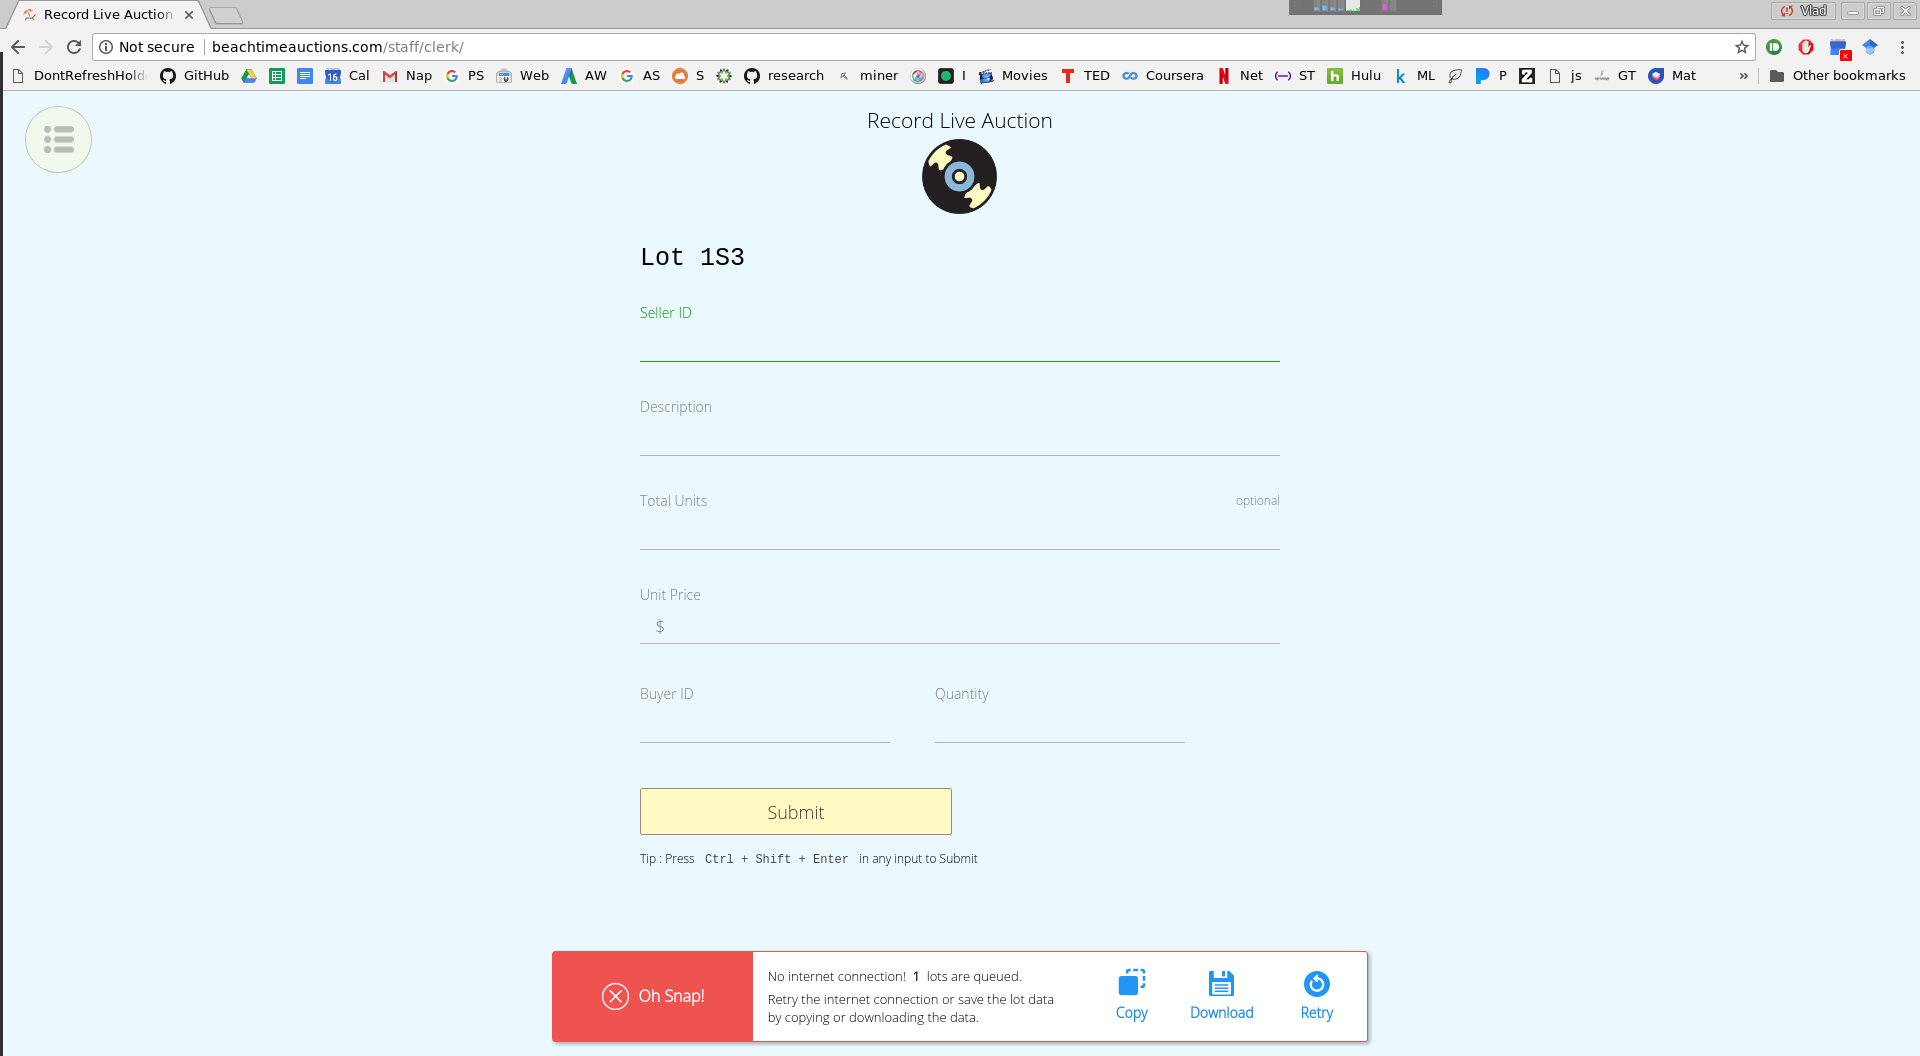 Record Live Auction
Vlad
Not secure beachtimeauctions.com/staff/clerk/
DontRefreshHold GitHub 16 Cal Nap PS Web AW AS S research miner I Movies TED Coursera Net ST Hulu ML P js GT Mat » Other bookmarks
Record Live Auction
Lot 1S3
Seller ID
Description
Total Units optional
Unit Price
$
Buyer ID Quantity
Submit
Tip : Press Ctrl + Shift + Enter in any input to Submit
Oh Snap!
No internet connection! 1 lots are queued.
Retry the internet connection or save the lot data
by copying or downloading the data.
Copy Download Retry